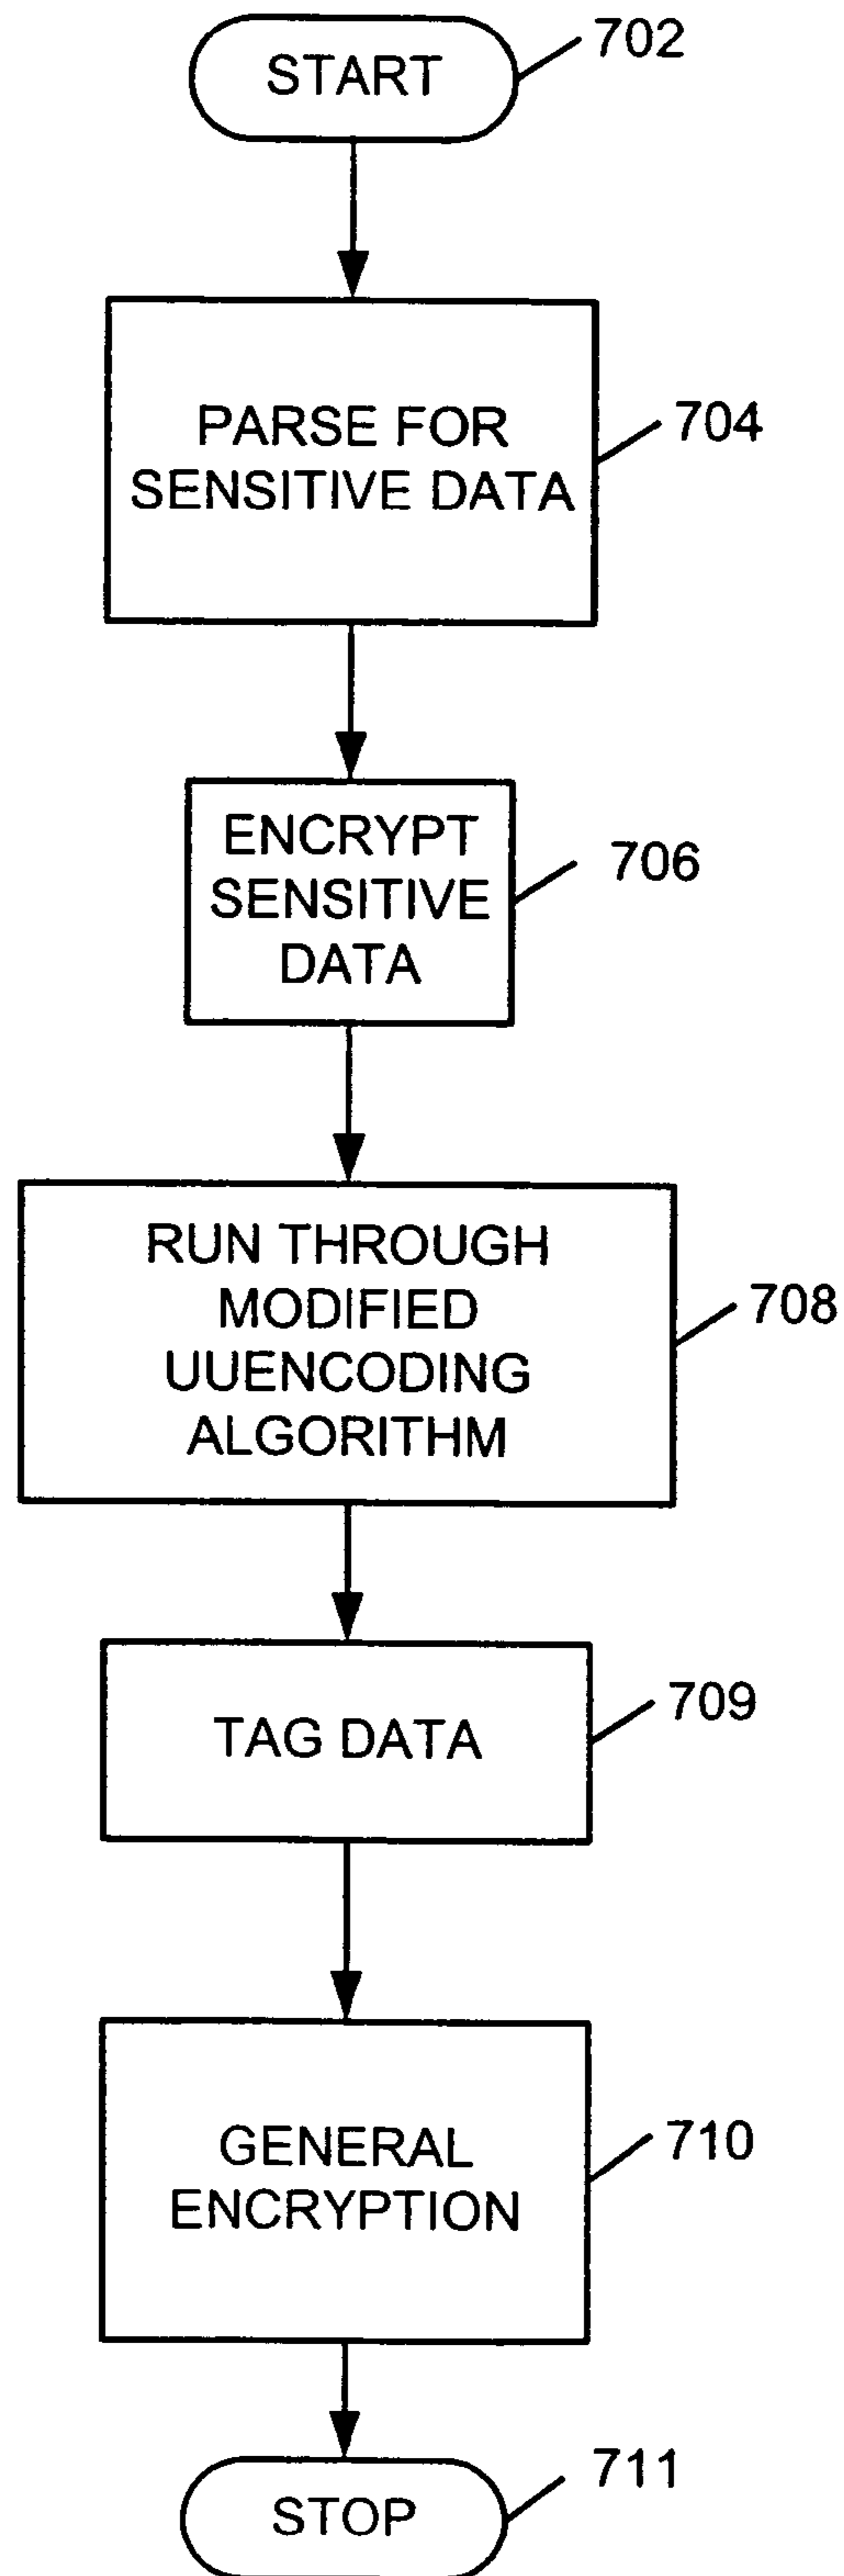 START
702
PARSE FOR
SENSITIVE DATA
704
ENCRYPT
SENSITIVE
DATA
706
RUN THROUGH
MODIFIED
UUENCODING
ALGORITHM
708
TAG DATA
709
GENERAL
ENCRYPTION
710
STOP
711